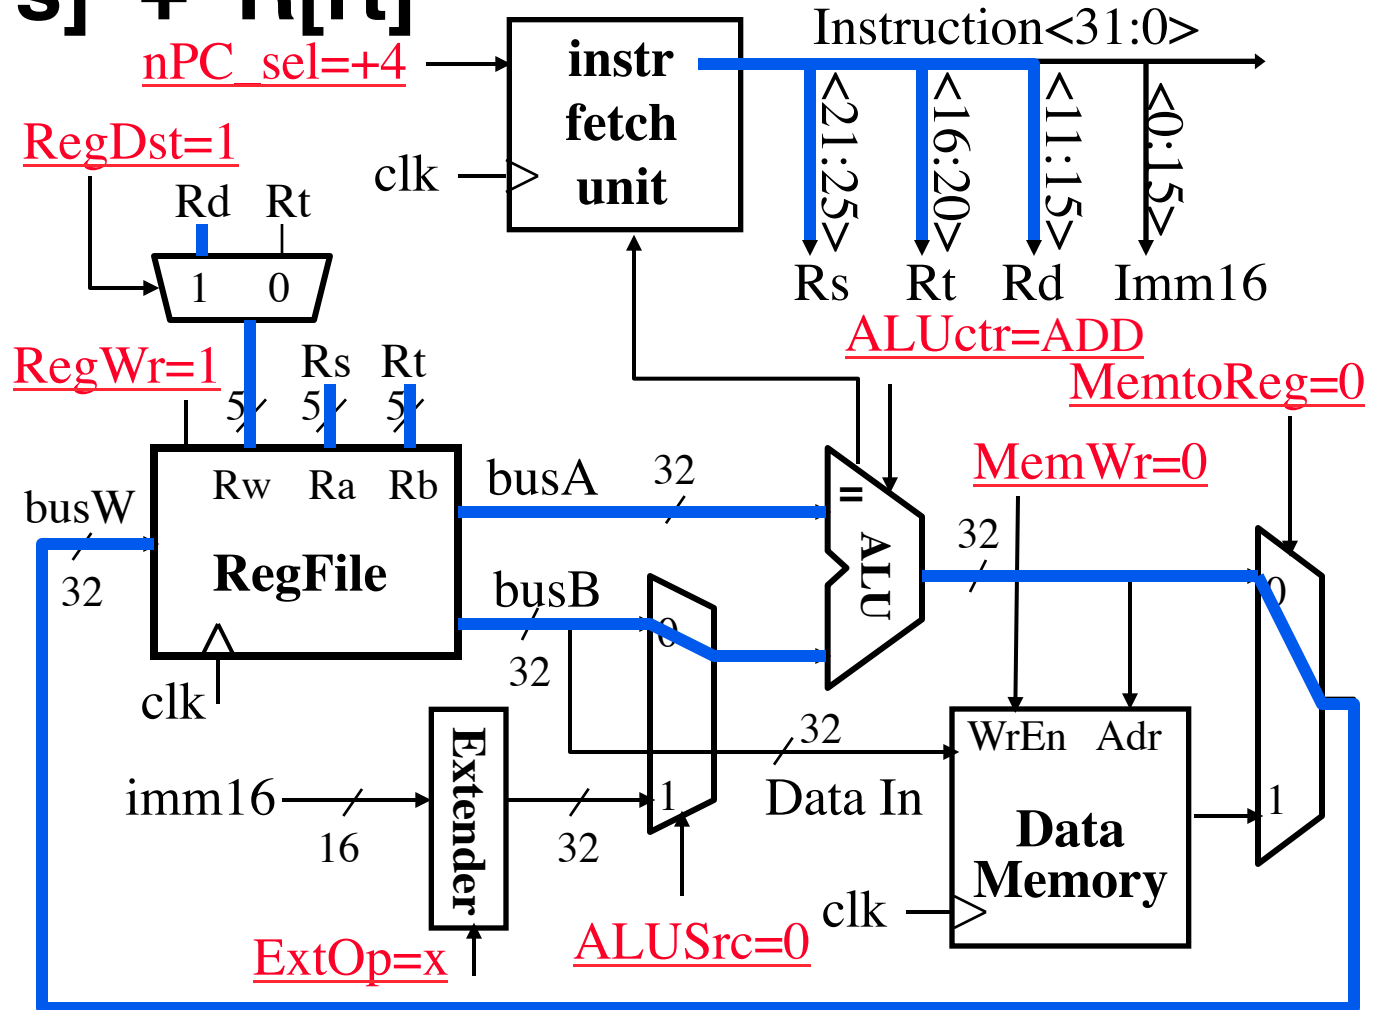 s] + R[rt]
Instruction<31:0>
nPC_sel=+4
instr
fetch
unit
clk
<21:25>
<16:20>
<11:15>
<0:15>
Rs
Rt
Rd
Imm16
RegDst=1
Rd
Rt
1
0
ALUctr=ADD
MemtoReg=0
RegWr=1
Rs
Rt
5
5
5
Rw
Ra
Rb
RegFile
busW
32
clk
busA
32
busB
32
0
1
=
ALU
32
MemWr=0
0
1
32
Data In
WrEn
Adr
Data
Memory
clk
imm16
16
Extender
32
ExtOp=x
ALUSrc=0